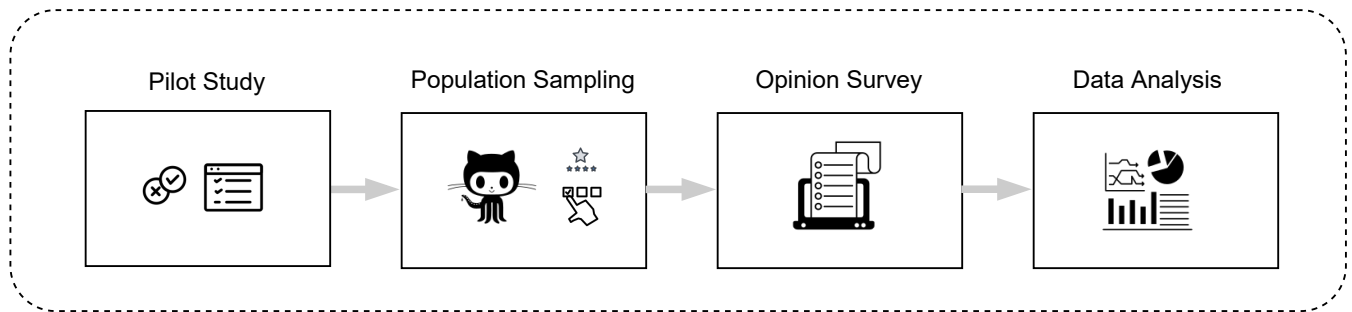 Pilot Study
Population Sampling
Opinion Survey
Data Analysis